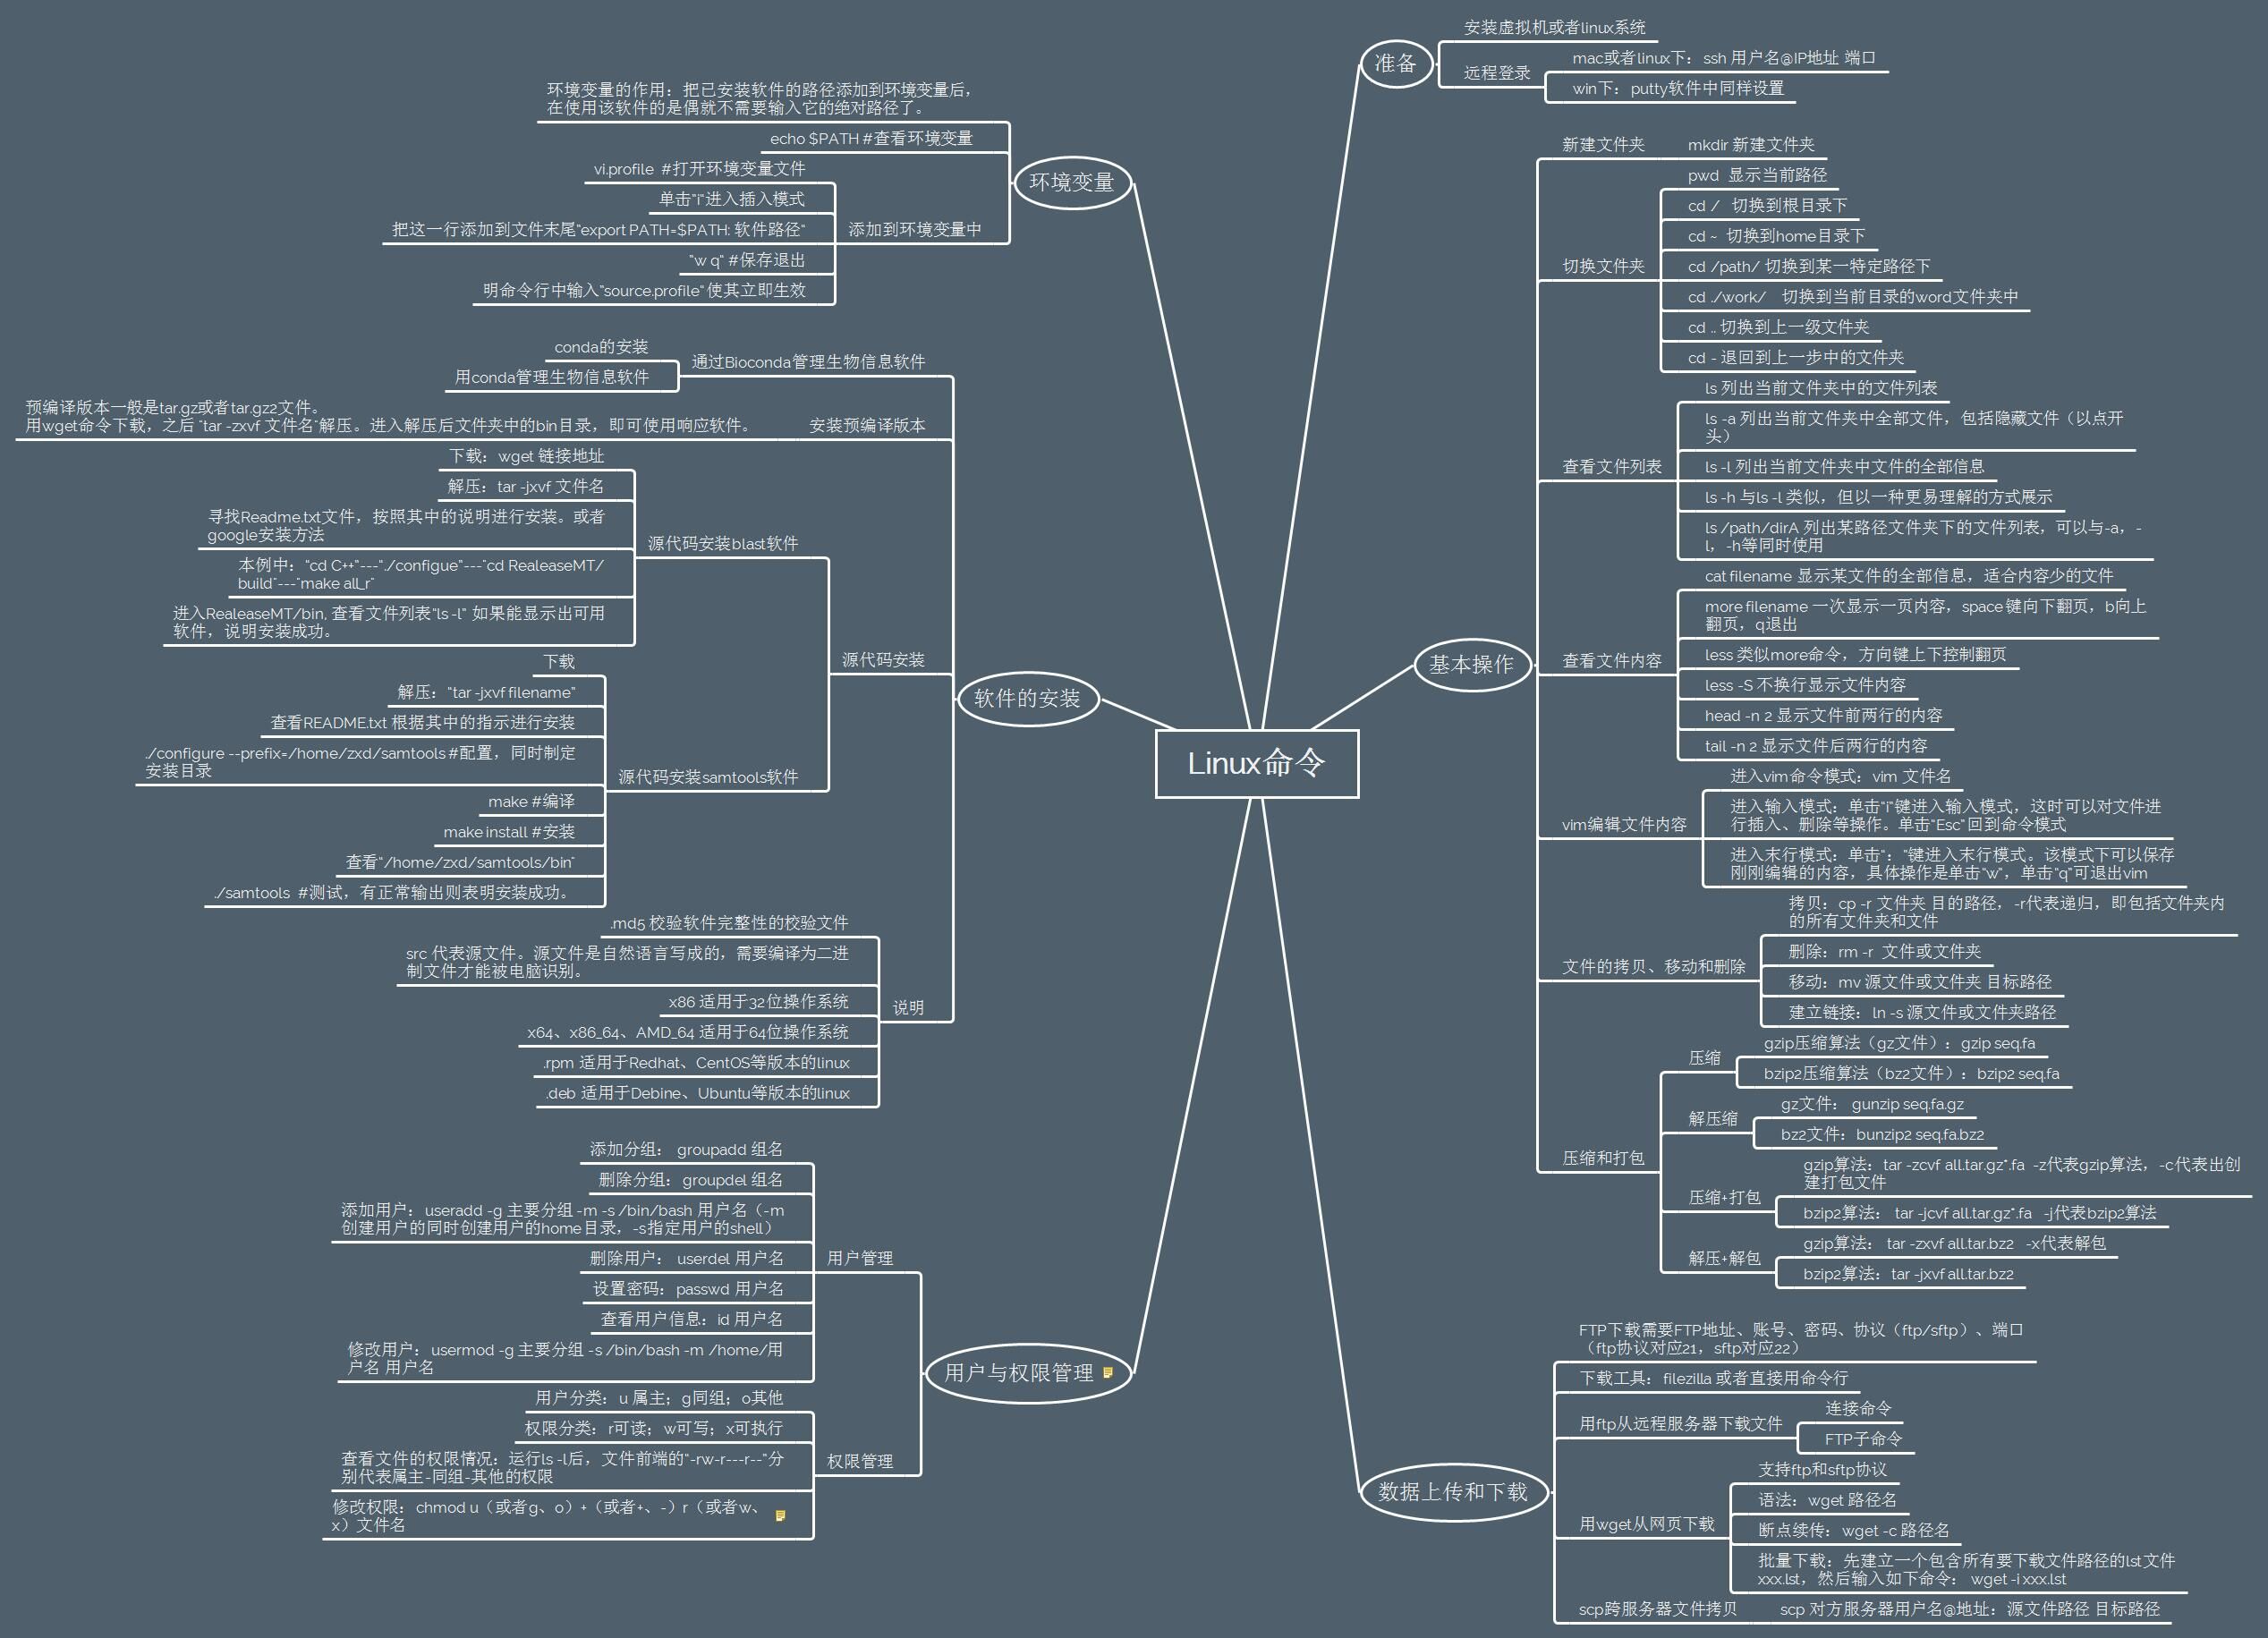 Linux命令
准备
安装虚拟机或者linux系统
远程登录
mac或者linux下：ssh 用户名@IP地址 端口
win下：putty软件中同样设置
基本操作
新建文件夹
mkdir 新建文件夹
切换文件夹
pwd 显示当前路径
cd / 切换到根目录下
cd ~ 切换到home目录下
cd /path/ 切换到某一特定路径下
cd ./work/ 切换到当前目录的word文件夹中
cd .. 切换到上一级文件夹
cd - 退回到上一步中的文件夹
查看文件列表
ls 列出当前文件夹中的文件列表
ls -a 列出当前文件夹中全部文件，包括隐藏文件（以点开
头）
ls -l 列出当前文件夹中文件的全部信息
ls -h 与ls -l 类似，但以一种更易理解的方式展示
ls /path/dirA 列出某路径文件夹下的文件列表，可以与-a，-
l，-h等同时使用
查看文件内容
cat filename 显示某文件的全部信息，适合内容少的文件
more filename 一次显示一页内容，space 键向下翻页，b向上
翻页，q退出
less 类似more命令，方向键上下控制翻页
less -S 不换行显示文件内容
head -n 2 显示文件前两行的内容
tail -n 2 显示文件后两行的内容
vim编辑文件内容
进入vim命令模式：vim 文件名
进入输入模式：单击“i”键进入输入模式，这时可以对文件进
行插入、删除等操作。单击“Esc” 回到命令模式
进入末行模式：单击“：”键进入末行模式。该模式下可以保存
刚刚编辑的内容，具体操作是单击“w”，单击“q”可退出vim
文件的拷贝、移动和删除
拷贝：cp -r 文件夹 目的路径，-r代表递归，即包括文件夹内
的所有文件夹和文件
删除：rm -r 文件或文件夹
移动：mv 源文件或文件夹 目标路径
建立链接：ln -s 源文件或文件夹路径
压缩和打包
压缩
gzip压缩算法（gz文件）：gzip seq.fa
bzip2压缩算法（bz2文件）：bzip2 seq.fa
解压缩
gz文件： gunzip seq.fa.gz
bz2文件：bunzip2 seq.fa.bz2
压缩+打包
gzip算法：tar -zcvf all.tar.gz*.fa -z代表gzip算法，-c代表出创
建打包文件
bzip2算法： tar -jcvf all.tar.gz*.fa -j代表bzip2算法
解压+解包
gzip算法： tar -zxvf all.tar.bz2 -x代表解包
bzip2算法：tar -jxvf all.tar.bz2
数据上传和下载
FTP下载需要FTP地址、账号、密码、协议（ftp/sftp）、端口
（ftp协议对应21，sftp对应22）
下载工具：filezilla 或者直接用命令行
用ftp从远程服务器下载文件
连接命令
FTP子命令
用wget从网页下载
支持ftp和sftp协议
语法：wget 路径名
断点续传：wget -c 路径名
批量下载：先建立一个包含所有要下载文件路径的lst文件
xxx.lst，然后输入如下命令： wget -i xxx.lst
scp跨服务器文件拷贝
scp 对方服务器用户名@地址：源文件路径 目标路径
环境变量
环境变量的作用：把已安装软件的路径添加到环境变量后，
在使用该软件的是偶就不需要输入它的绝对路径了。
echo $PATH #查看环境变量
添加到环境变量中
vi.profile #打开环境变量文件
单击“i”进入插入模式
把这一行添加到文件末尾“export PATH=$PATH: 软件路径”
“w q” #保存退出
明命令行中输入“source.profile” 使其立即生效
软件的安装
通过Bioconda管理生物信息软件
conda的安装
用conda管理生物信息软件
安装预编译版本
预编译版本一般是tar.gz或者tar.gz2文件。
用wget命令下载，之后 “tar -zxvf 文件名”解压。进入解压后文件夹中的bin目录，即可使用响应软件。
源代码安装
源代码安装blast软件
下载：wget 链接地址
解压：tar -jxvf 文件名
寻找Readme.txt文件，按照其中的说明进行安装。或者
google安装方法
本例中：“cd C++”---“./configue”---“cd RealeaseMT/
build”---“make all_r”
进入RealeaseMT/bin, 查看文件列表“ls -l” 如果能显示出可用
软件，说明安装成功。
源代码安装samtools软件
下载
解压：“tar -jxvf filename”
查看README.txt 根据其中的指示进行安装
./configure --prefix=/home/zxd/samtools #配置，同时制定
安装目录
make #编译
make install #安装
查看“/home/zxd/samtools/bin”
./samtools #测试，有正常输出则表明安装成功。
说明
.md5 校验软件完整性的校验文件
src 代表源文件。源文件是自然语言写成的，需要编译为二进
制文件才能被电脑识别。
x86 适用于32位操作系统
x64、x86_64、AMD_64 适用于64位操作系统
.rpm 适用于Redhat、CentOS等版本的linux
.deb 适用于Debine、Ubuntu等版本的linux
用户与权限管理
用户管理
添加分组： groupadd 组名
删除分组：groupdel 组名
添加用户：useradd -g 主要分组 -m -s /bin/bash 用户名（-m
创建用户的同时创建用户的home目录，-s指定用户的shell）
删除用户： userdel 用户名
设置密码：passwd 用户名
查看用户信息：id 用户名
修改用户：usermod -g 主要分组 -s /bin/bash -m /home/用
户名 用户名
权限管理
用户分类：u 属主；g同组；o其他
权限分类：r可读；w可写；x可执行
查看文件的权限情况：运行ls -l后，文件前端的“-rw-r---r--”分
别代表属主-同组-其他的权限
修改权限：chmod u（或者g、o）+（或者+、-）r（或者w、
x）文件名